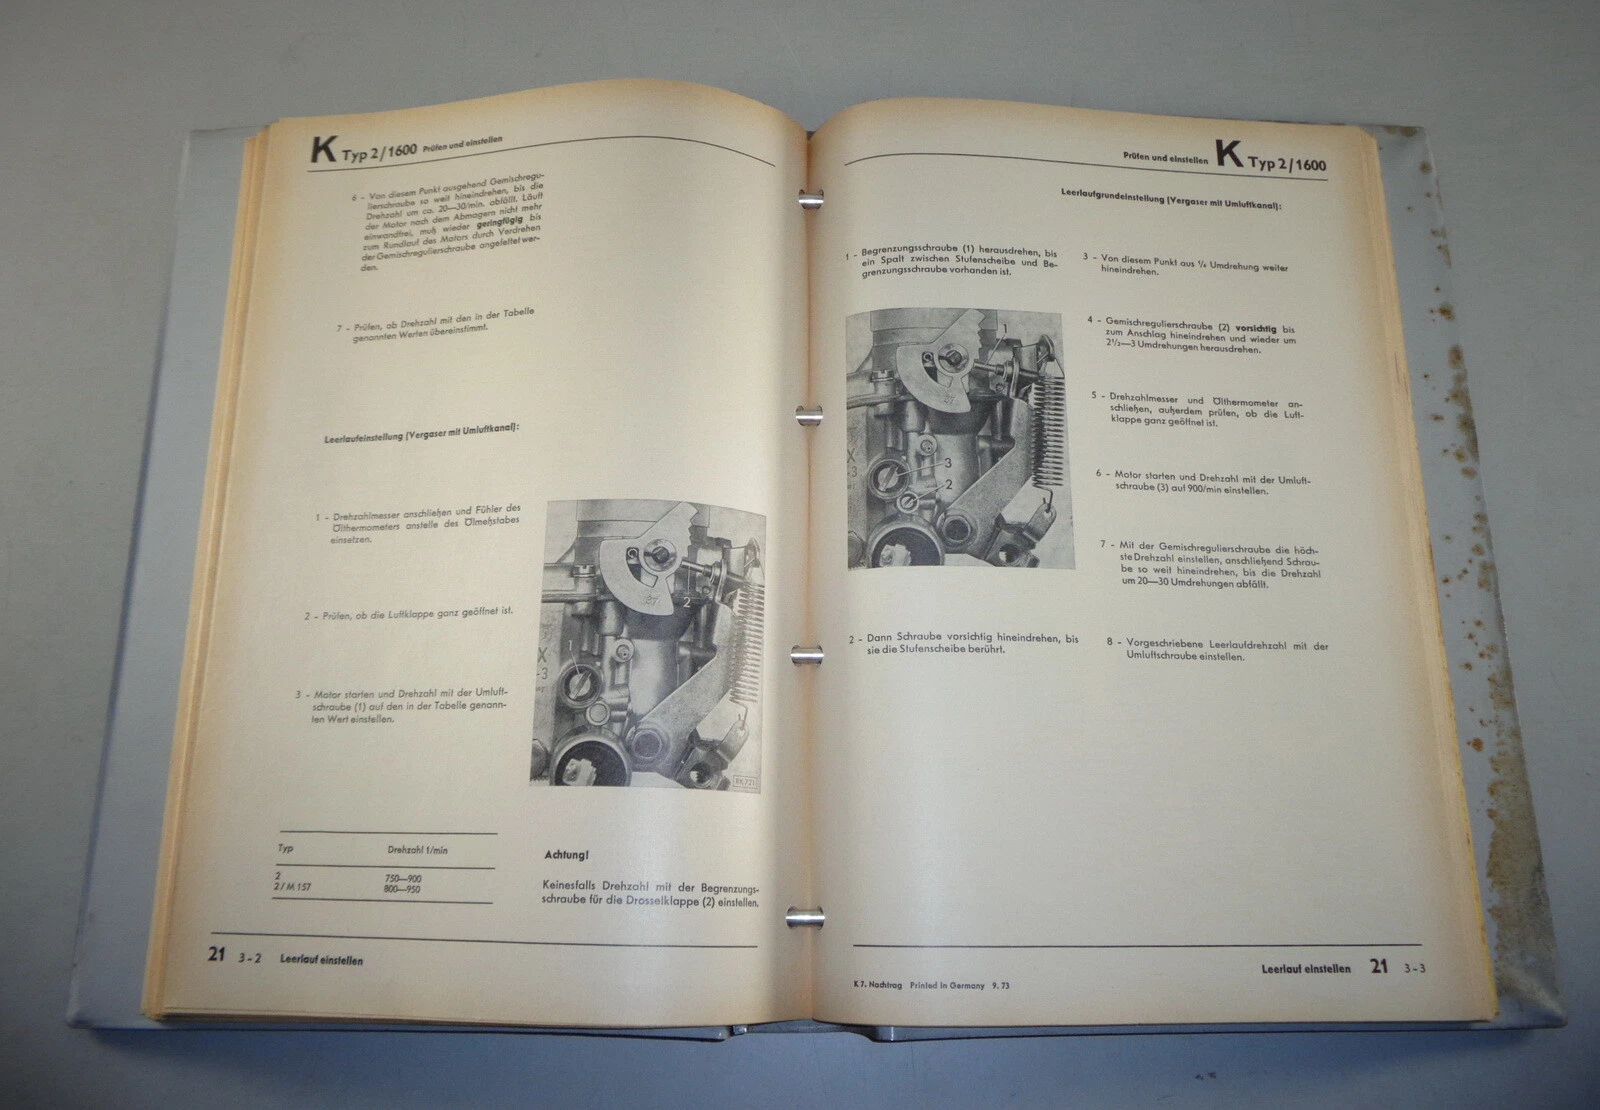 K Typ 2/1600 Prüfen und einstellen
6 - Von diesem Punkt ausgehend Gemischregu-
lierschraube so weit hineindrehen, bis die
Drehzahl um ca. 20—30/min. abfällt. Läuft
der Motor nach dem Abmagern nicht mehr
einwandfrei, muß wieder geringfügig bis
zum Rundlauf des Motors durch Verdrehen
der Gemischregulierschraube angefettet wer-
den.
7 - Prüfen, ob Drehzahl mit den in der Tabelle
genannten Werten übereinstimmt.
Leerlaufeinstellung (Vergaser mit Umluftkanal):
1 - Drehzahlmesser anschließen und Fühler des
Ölthermometers anstelle des Ölmeßstabes
einsetzen.
2 - Prüfen, ob die Luftklappe ganz geöffnet ist.
3 - Motor starten und Drehzahl mit der Umluft-
schraube (1) auf den in der Tabelle genann-
ten Wert einstellen.
1
2
X
-3
RK 721
Typ Drehzahl 1/min
2 750—900
2/M 157 800—950
Achtung!
Keinesfalls Drehzahl mit der Begrenzungs-
schraube für die Drosselklappe (2) einstellen.
21 3-2 Leerlauf einstellen
Prüfen und einstellen K Typ 2/1600
Leerlaufgrundeinstellung (Vergaser mit Umluftkanal):
1 - Begrenzungsschraube (1) herausdrehen, bis
ein Spalt zwischen Stufenscheibe und Be-
grenzungsschraube vorhanden ist.
1
3
2
X
-3
2 - Dann Schraube vorsichtig hineindrehen, bis
sie die Stufenscheibe berührt.
3 - Von diesem Punkt aus ¼ Umdrehung weiter
hineindrehen.
4 - Gemischregulierschraube (2) vorsichtig bis
zum Anschlag hineindrehen und wieder um
2½—3 Umdrehungen herausdrehen.
5 - Drehzahlmesser und Ölthermometer an-
schließen, außerdem prüfen, ob die Luft-
klappe ganz geöffnet ist.
6 - Motor starten und Drehzahl mit der Umluft-
schraube (3) auf 900/min einstellen.
7 - Mit der Gemischregulierschraube die höch-
ste Drehzahl einstellen, anschließend Schrau-
be so weit hineindrehen, bis die Drehzahl
um 20—30 Umdrehungen abfällt.
8 - Vorgeschriebene Leerlaufdrehzahl mit der
Umluftschraube einstellen.
Leerlauf einstellen 21 3-3
K 7. Nachtrag Printed in Germany 9.73